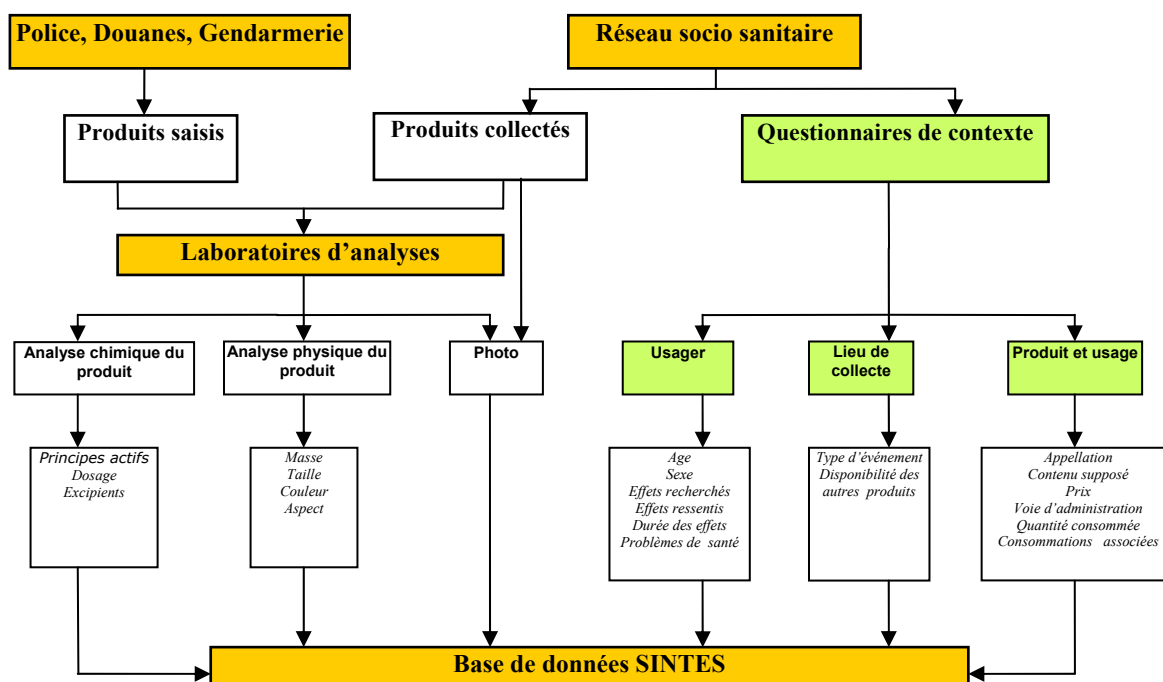 Police, Douanes, Gendarmerie
Réseau socio sanitaire
Produits saisis
Produits collectés
Questionnaires de contexte
Laboratoires d'analyses
Analyse chimique du
produit
Analyse physique du
produit
Photo
Usager
Lieu de
collecte
Produit et usage
Principes actifs
Dosage
Excipients
Masse
Taille
Couleur
Aspect
Age
Sexe
Effets recherchés
Effets ressentis
Durée des effets
Problèmes de santé
Type d'événement
Disponibilité des
autres produits
Appellation
Contenu supposé
Prix
Voie d'administration
Quantité consommée
Consommations associées
Base de données SINTES